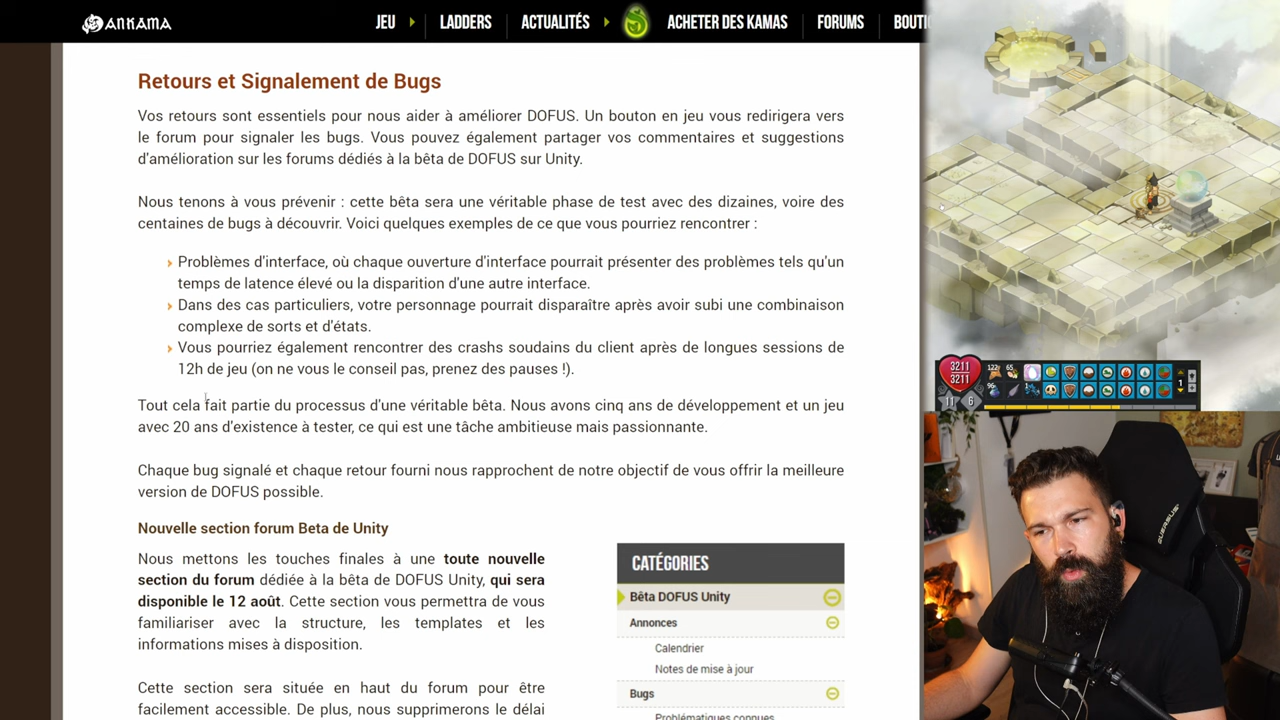 ANKAMA
JEU
LADDERS
ACTUALITÉS
ACHETER DES KAMAS
FORUMS
BOUTI
Retours et Signalement de Bugs
Vos retours sont essentiels pour nous aider à améliorer DOFUS. Un bouton en jeu vous redirigera vers
le forum pour signaler les bugs. Vous pouvez également partager vos commentaires et suggestions
d'amélioration sur les forums dédiés à la bêta de DOFUS sur Unity.
Nous tenons à vous prévenir : cette bêta sera une véritable phase de test avec des dizaines, voire des
centaines de bugs à découvrir. Voici quelques exemples de ce que vous pourriez rencontrer :
Problèmes d'interface, où chaque ouverture d'interface pourrait présenter des problèmes tels qu'un
temps de latence élevé ou la disparition d'une autre interface.
Dans des cas particuliers, votre personnage pourrait disparaître après avoir subi une combinaison
complexe de sorts et d'états.
Vous pourriez également rencontrer des crashs soudains du client après de longues sessions de
12h de jeu (on ne vous le conseil pas, prenez des pauses !).
Tout cela fait partie du processus d'une véritable bêta. Nous avons cinq ans de développement et un jeu
avec 20 ans d'existence à tester, ce qui est une tâche ambitieuse mais passionnante.
Chaque bug signalé et chaque retour fourni nous rapprochent de notre objectif de vous offrir la meilleure
version de DOFUS possible.
Nouvelle section forum Beta de Unity
Nous mettons les touches finales à une toute nouvelle
section du forum dédiée à la bêta de DOFUS Unity, qui sera
disponible le 12 août. Cette section vous permettra de vous
familiariser avec la structure, les templates et les
informations mises à disposition.
Cette section sera située en haut du forum pour être
facilement accessible. De plus, nous supprimerons le délai
CATÉGORIES
Bêta DOFUS Unity
Annonces
Calendrier
Notes de mise à jour
Bugs
Problématiques connues
3211
3211
11
6
122
65
96
1